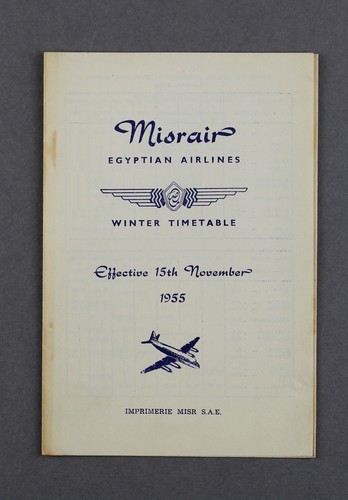 Misrair
EGYPTIAN AIRLINES
WINTER TIMETABLE
Effective 15th November
1955
IMPRIMERIE MISR S.A.E.